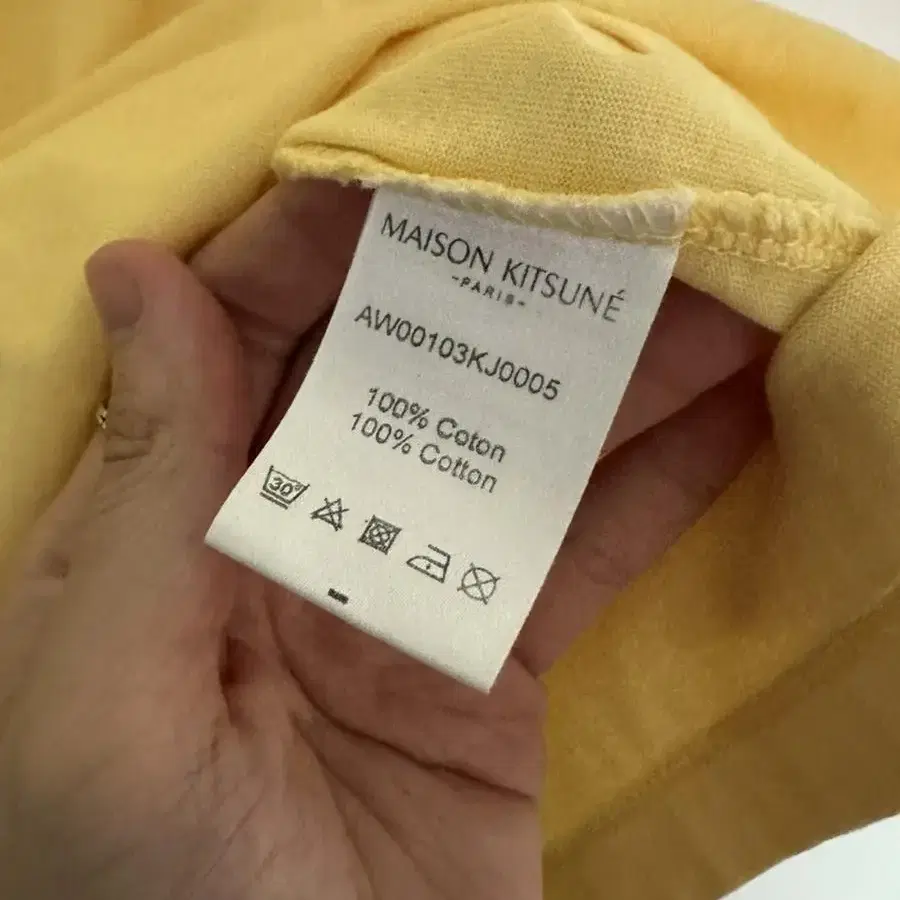 MAISON KITSUNÉ
-PARIS-
AW00103KJ0005
100% Coton
100% Cotton
30°